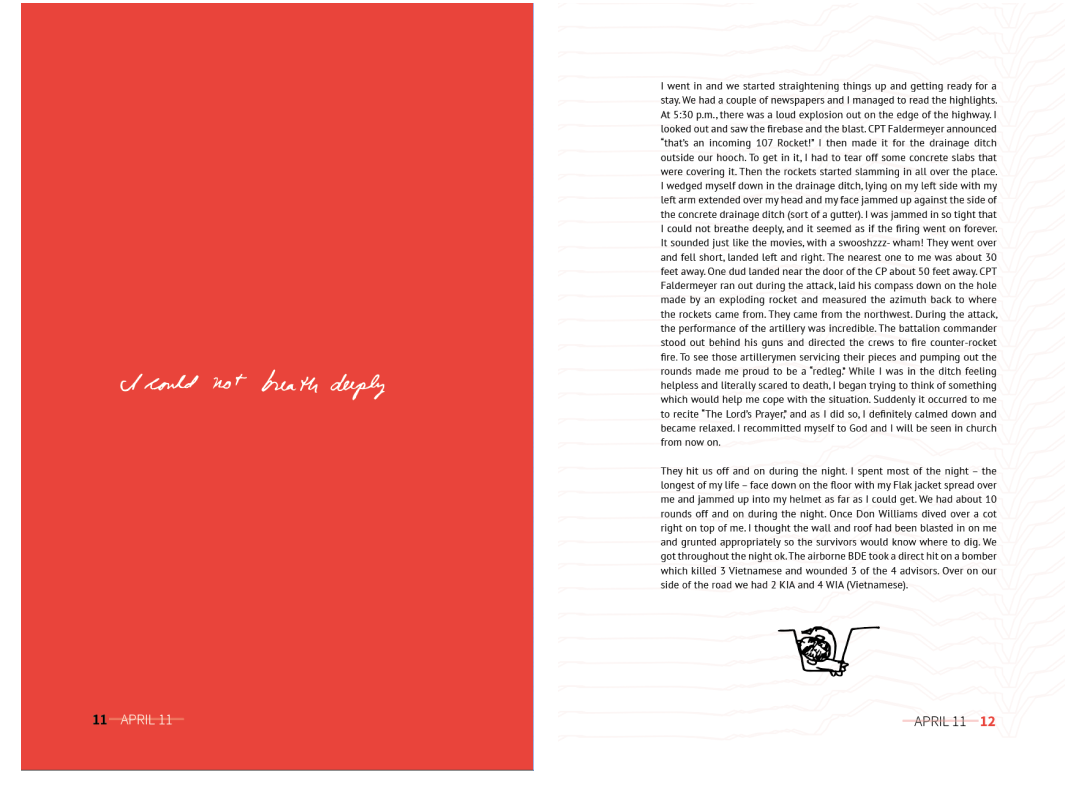 I could not breath deeply
11 APRIL 11
I went in and we started straightening things up and getting ready for a
stay. We had a couple of newspapers and I managed to read the highlights.
At 5:30 p.m., there was a loud explosion out on the edge of the highway. I
looked out and saw the firebase and the blast. CPT Faldermeyer announced
"that's an incoming 107 Rocket!" I then made it for the drainage ditch
outside our hooch. To get in it, I had to tear off some concrete slabs that
were covering it. Then the rockets started slamming in all over the place.
I wedged myself down in the drainage ditch, lying on my left side with my
left arm extended over my head and my face jammed up against the side of
the concrete drainage ditch (sort of a gutter). I was jammed in so tight that
I could not breathe deeply, and it seemed as if the firing went on forever.
It sounded just like the movies, with a swooshzzz- wham! They went over
and fell short, landed left and right. The nearest one to me was about 30
feet away. One dud landed near the door of the CP about 50 feet away. CPT
Faldermeyer ran out during the attack, laid his compass down on the hole
made by an exploding rocket and measured the azimuth back to where
the rockets came from. They came from the northwest. During the attack,
the performance of the artillery was incredible. The battalion commander
stood out behind his guns and directed the crews to fire counter-rocket
fire. To see those artillerymen servicing their pieces and pumping out the
rounds made me proud to be a "redleg." While I was in the ditch feeling
helpless and literally scared to death, I began trying to think of something
which would help me cope with the situation. Suddenly it occurred to me
to recite "The Lord's Prayer," and as I did so, I definitely calmed down and
became relaxed. I recommitted myself to God and I will be seen in church
from now on.
They hit us off and on during the night. I spent most of the night – the
longest of my life – face down on the floor with my Flak jacket spread over
me and jammed up into my helmet as far as I could get. We had about 10
rounds off and on during the night. Once Don Williams dived over a cot
right on top of me. I thought the wall and roof had been blasted in on me
and grunted appropriately so the survivors would know where to dig. We
got throughout the night ok. The airborne BDE took a direct hit on a bomber
which killed 3 Vietnamese and wounded 3 of the 4 advisors. Over on our
side of the road we had 2 KIA and 4 WIA (Vietnamese).
APRIL 11 12